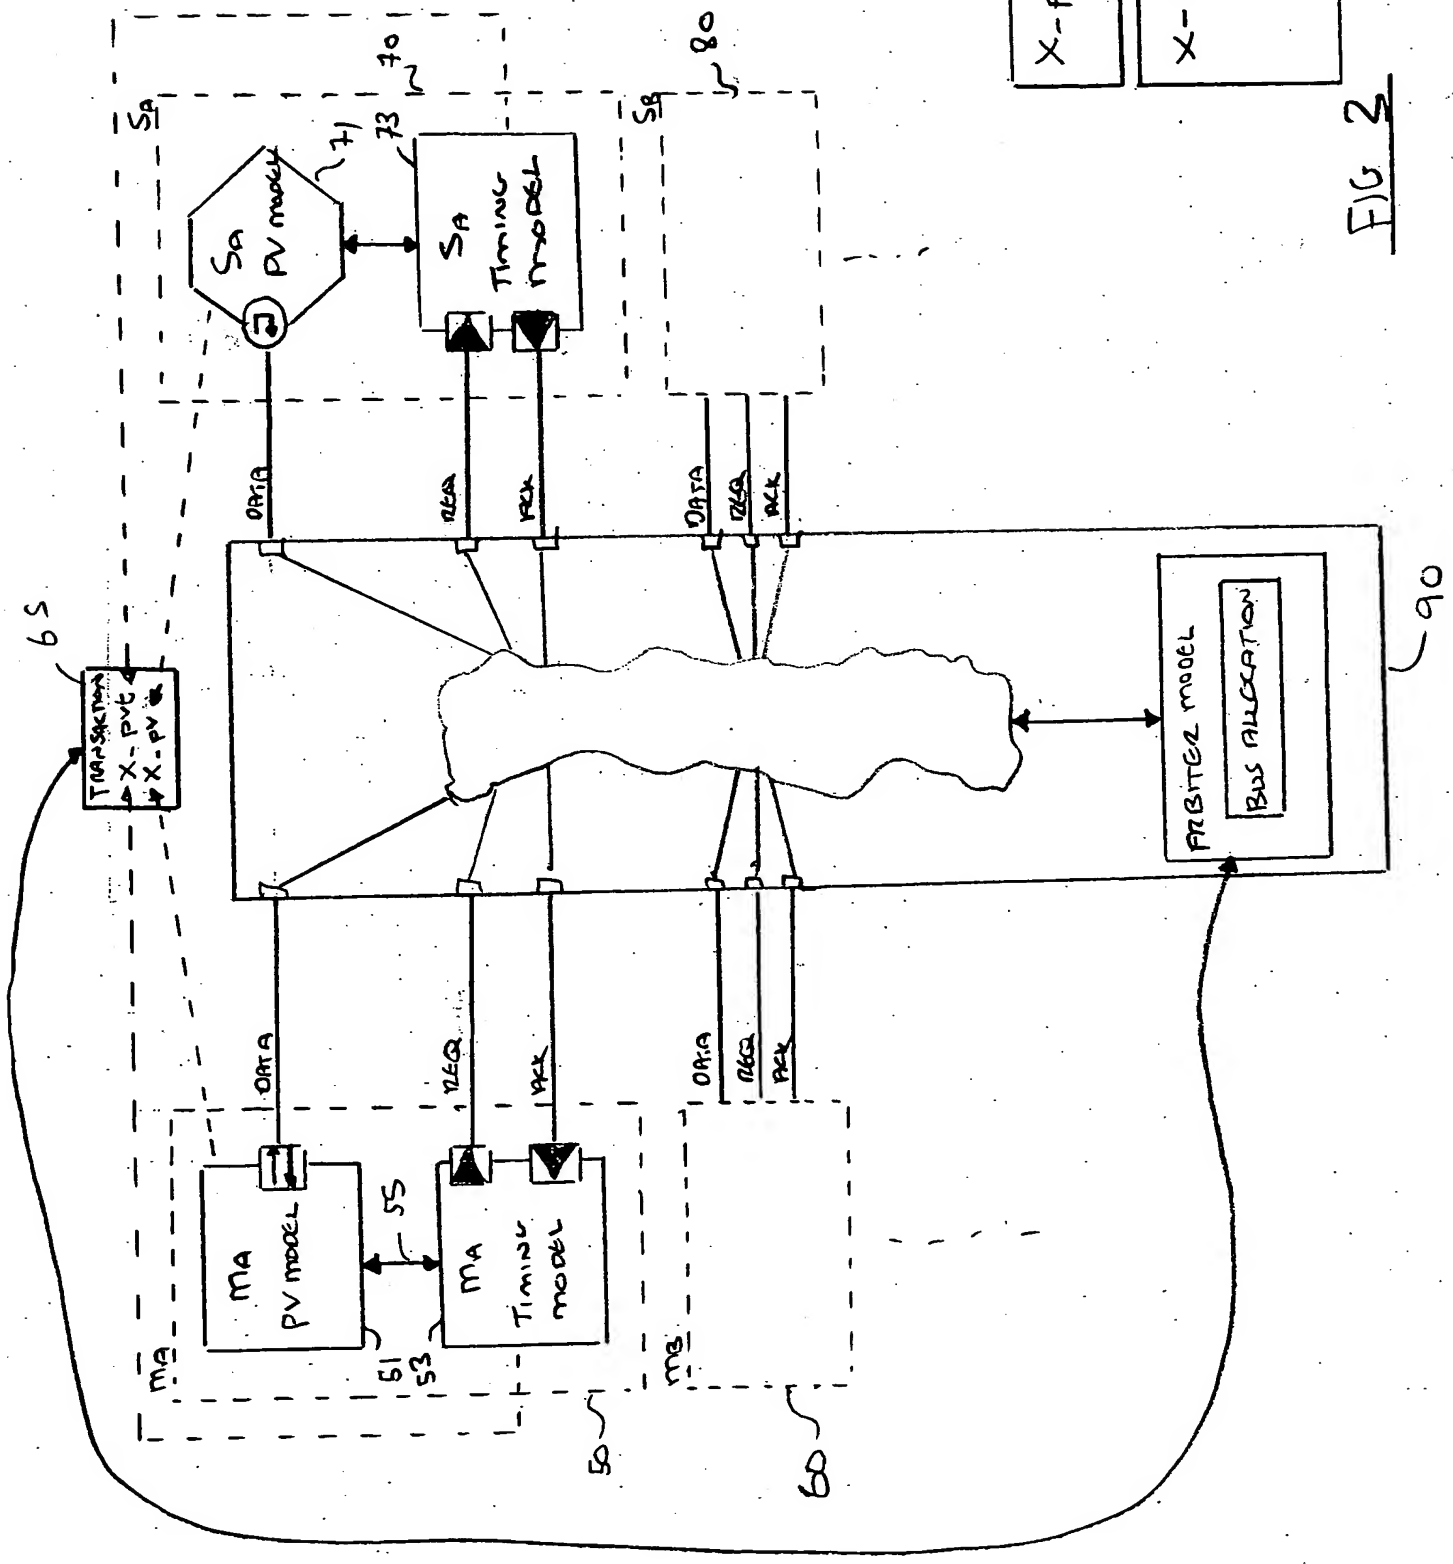 65
TRANSACTION
X-pvt
X-pv
MA
MA
PV MODEL
51
55
53
MA
TIMING
MODEL
50
MB
60
DATA
REQ
ACK
DATA
REQ
ACK
ARBITER MODEL
BUS ALLOCATION
90
DATA
REQ
ACK
DATA
REQ
ACK
SA
SA
PV MODEL
71
70
73
SA
TIMING
MODEL
SB
80
X-
X-
FIG 2